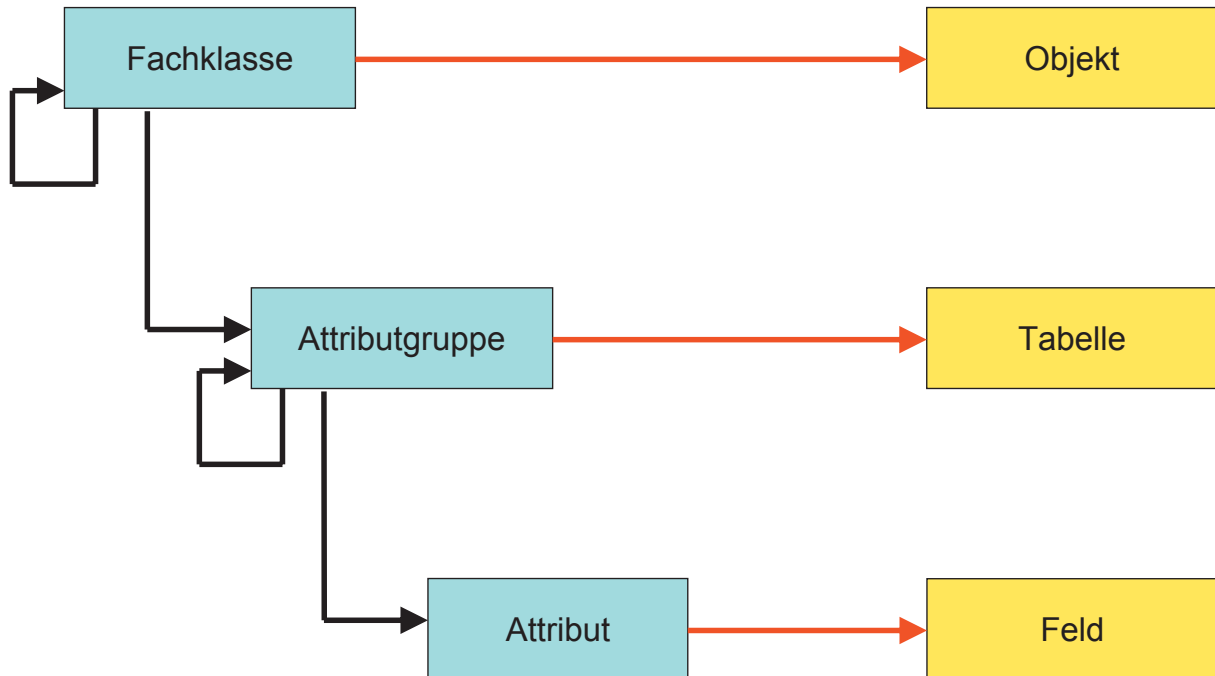 Fachklasse
Objekt
Attributgruppe
Tabelle
Attribut
Feld